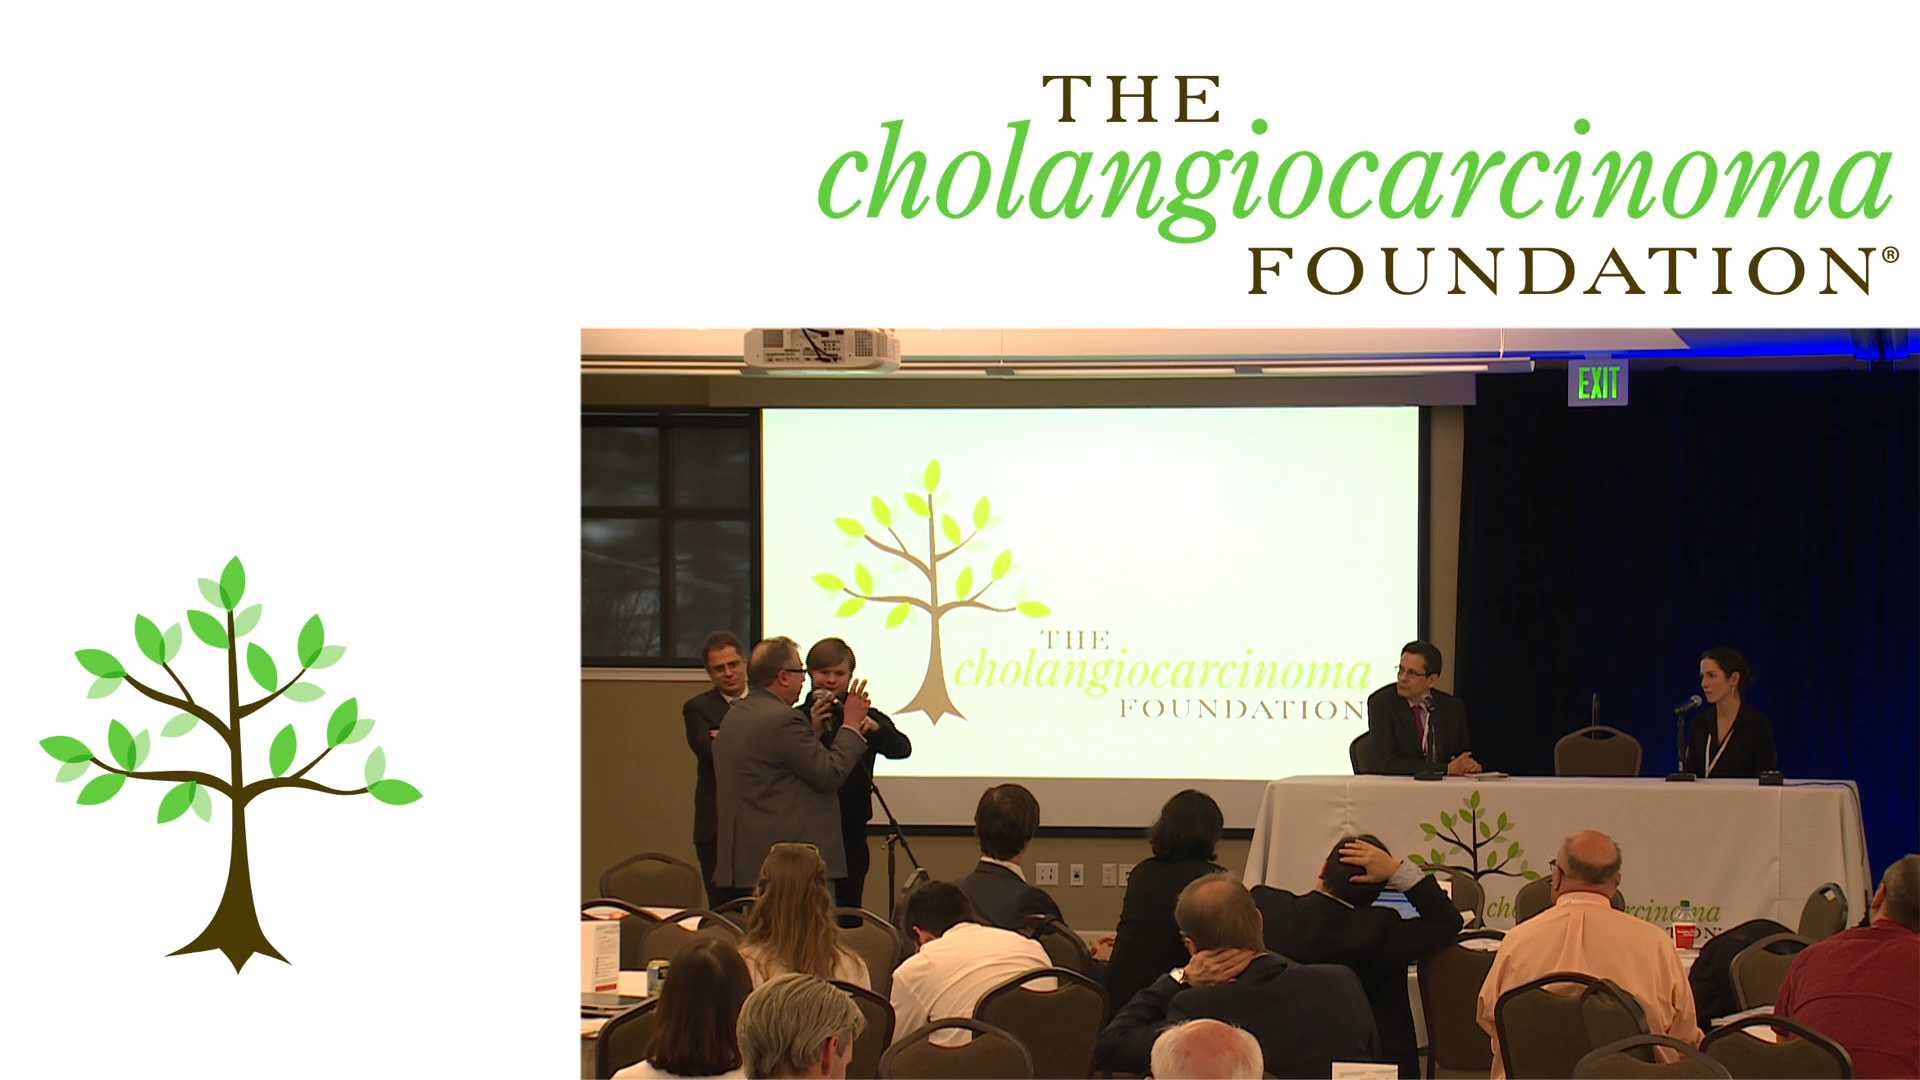 THE
cholangiocarcinoma
FOUNDATION®
EXIT
THE
cholangiocarcinoma
FOUNDATION